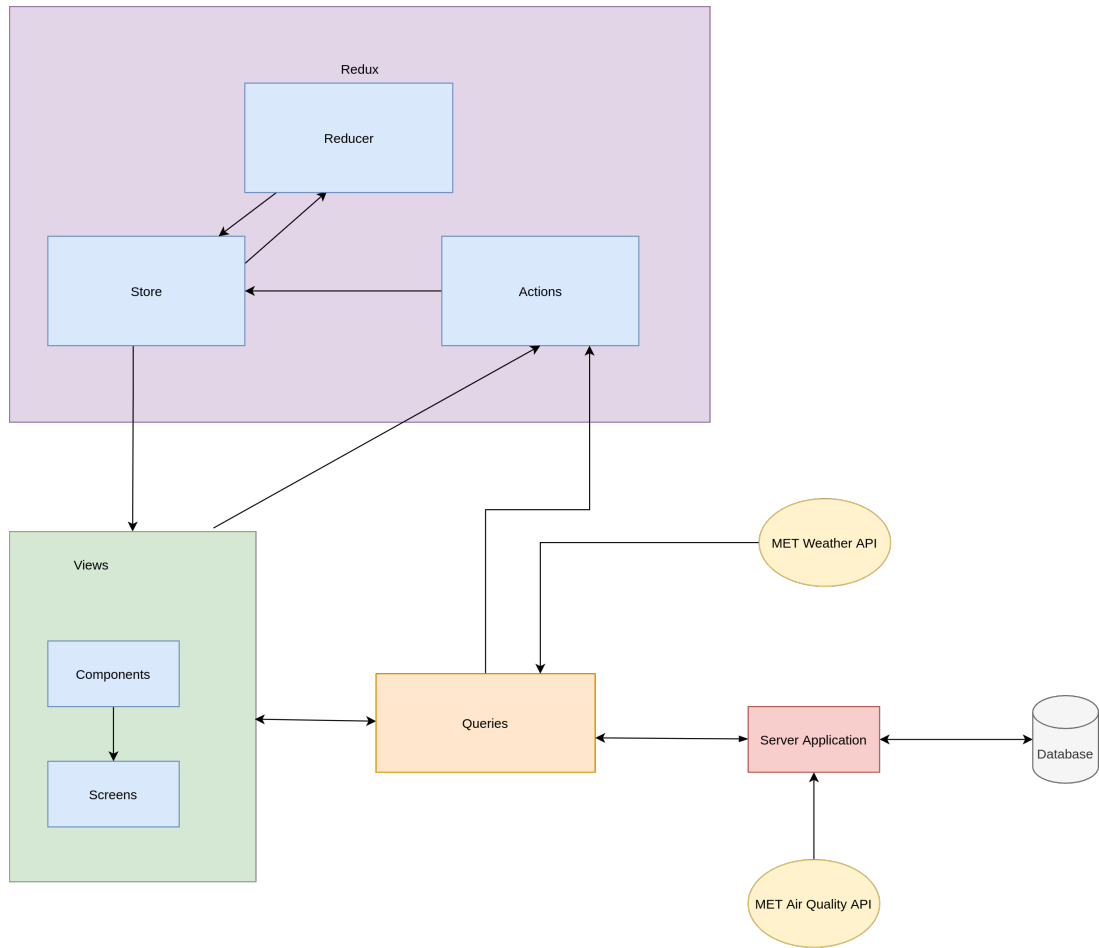 Redux
Reducer
Store
Actions
MET Weather API
Views
Components
Queries
Server Application
Database
Screens
MET Air Quality API